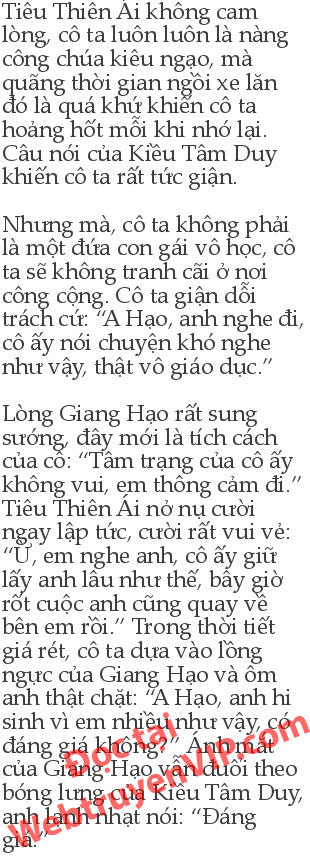 Tiêu Thiên Ái không cam
lòng, cô ta luôn luôn là nàng
công chúa kiêu ngạo, mà
quãng thời gian ngồi xe lăn
đó là quá khứ khiến cô ta
hoảng hốt mỗi khi nhớ lại.
Câu nói của Kiều Tâm Duy
khiến cô ta rất tức giận.
Nhưng mà, cô ta không phải
là một đứa con gái vô học, cô
ta sẽ không tranh cãi ở nơi
công cộng. Cô ta giận dỗi
trách cứ: “A Hạo, anh nghe đi,
cô ấy nói chuyện khó nghe
như vậy, thật vô giáo dục.”
Lòng Giang Hạo rất sung
sướng, đây mới là tích cách
của cô: “Tâm trạng của cô ấy
không vui, em thông cảm đi.”
Tiêu Thiên Ái nở nụ cười
ngay lập tức, cười rất vui vẻ:
“Ừ, em nghe anh, cô ấy giữ
lấy anh lâu như thế, bây giờ
rốt cuộc anh cũng quay về
bên em rồi.” Trong thời tiết
giá rét, cô ta dựa vào lồng
ngực của Giang Hạo và ôm
anh thật chặt: “A Hạo, anh hi
sinh vì em nhiều như vậy, có
đáng giá không?” Ánh mắt
của Giang Hạo vẫn đuổi theo
bóng lưng của Kiều Tâm Duy,
anh lạnh nhạt nói: “Đáng
giá.”
Đọc tại
WebtruyenVIP.com